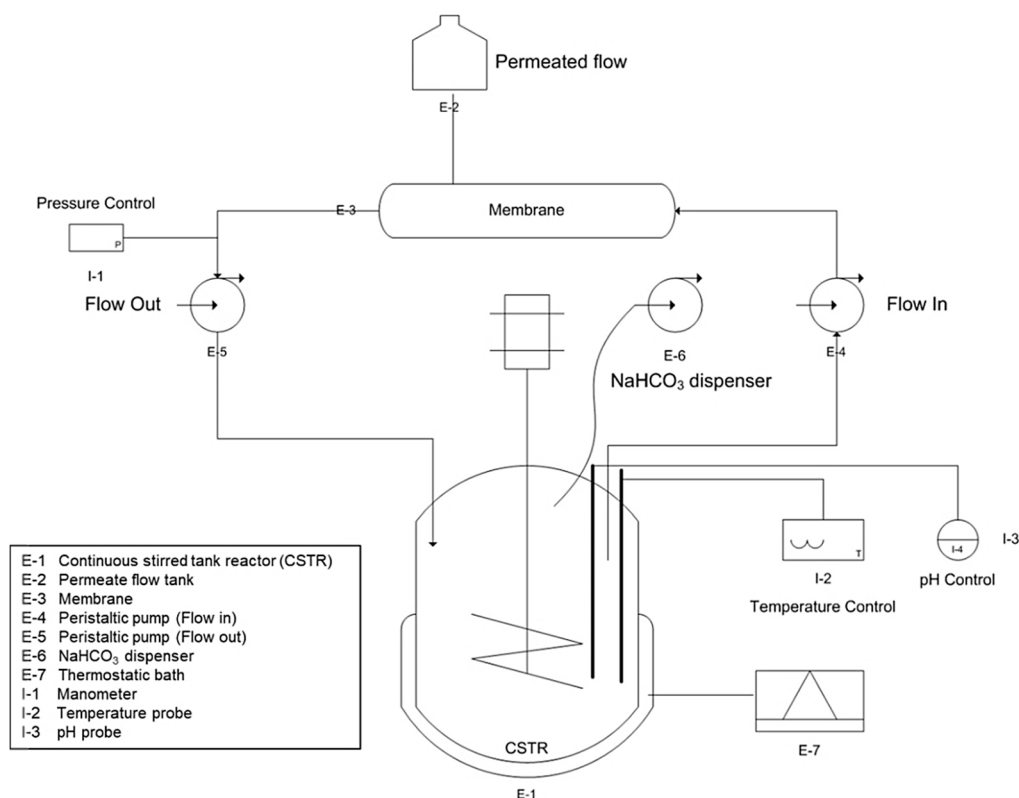 Permeated flow
E-2
Pressure Control
E-3
Membrane
P
I-1
Flow Out
Flow In
E-5
E-6
E-4
NaHCO₃ dispenser
I-4
I-3
T
I-2
pH Control
Temperature Control
E-1 Continuous stirred tank reactor (CSTR)
E-2 Permeate flow tank
E-3 Membrane
E-4 Peristaltic pump (Flow in)
E-5 Peristaltic pump (Flow out)
E-6 NaHCO₃ dispenser
E-7 Thermostatic bath
I-1 Manometer
I-2 Temperature probe
I-3 pH probe
CSTR
E-7
E-1